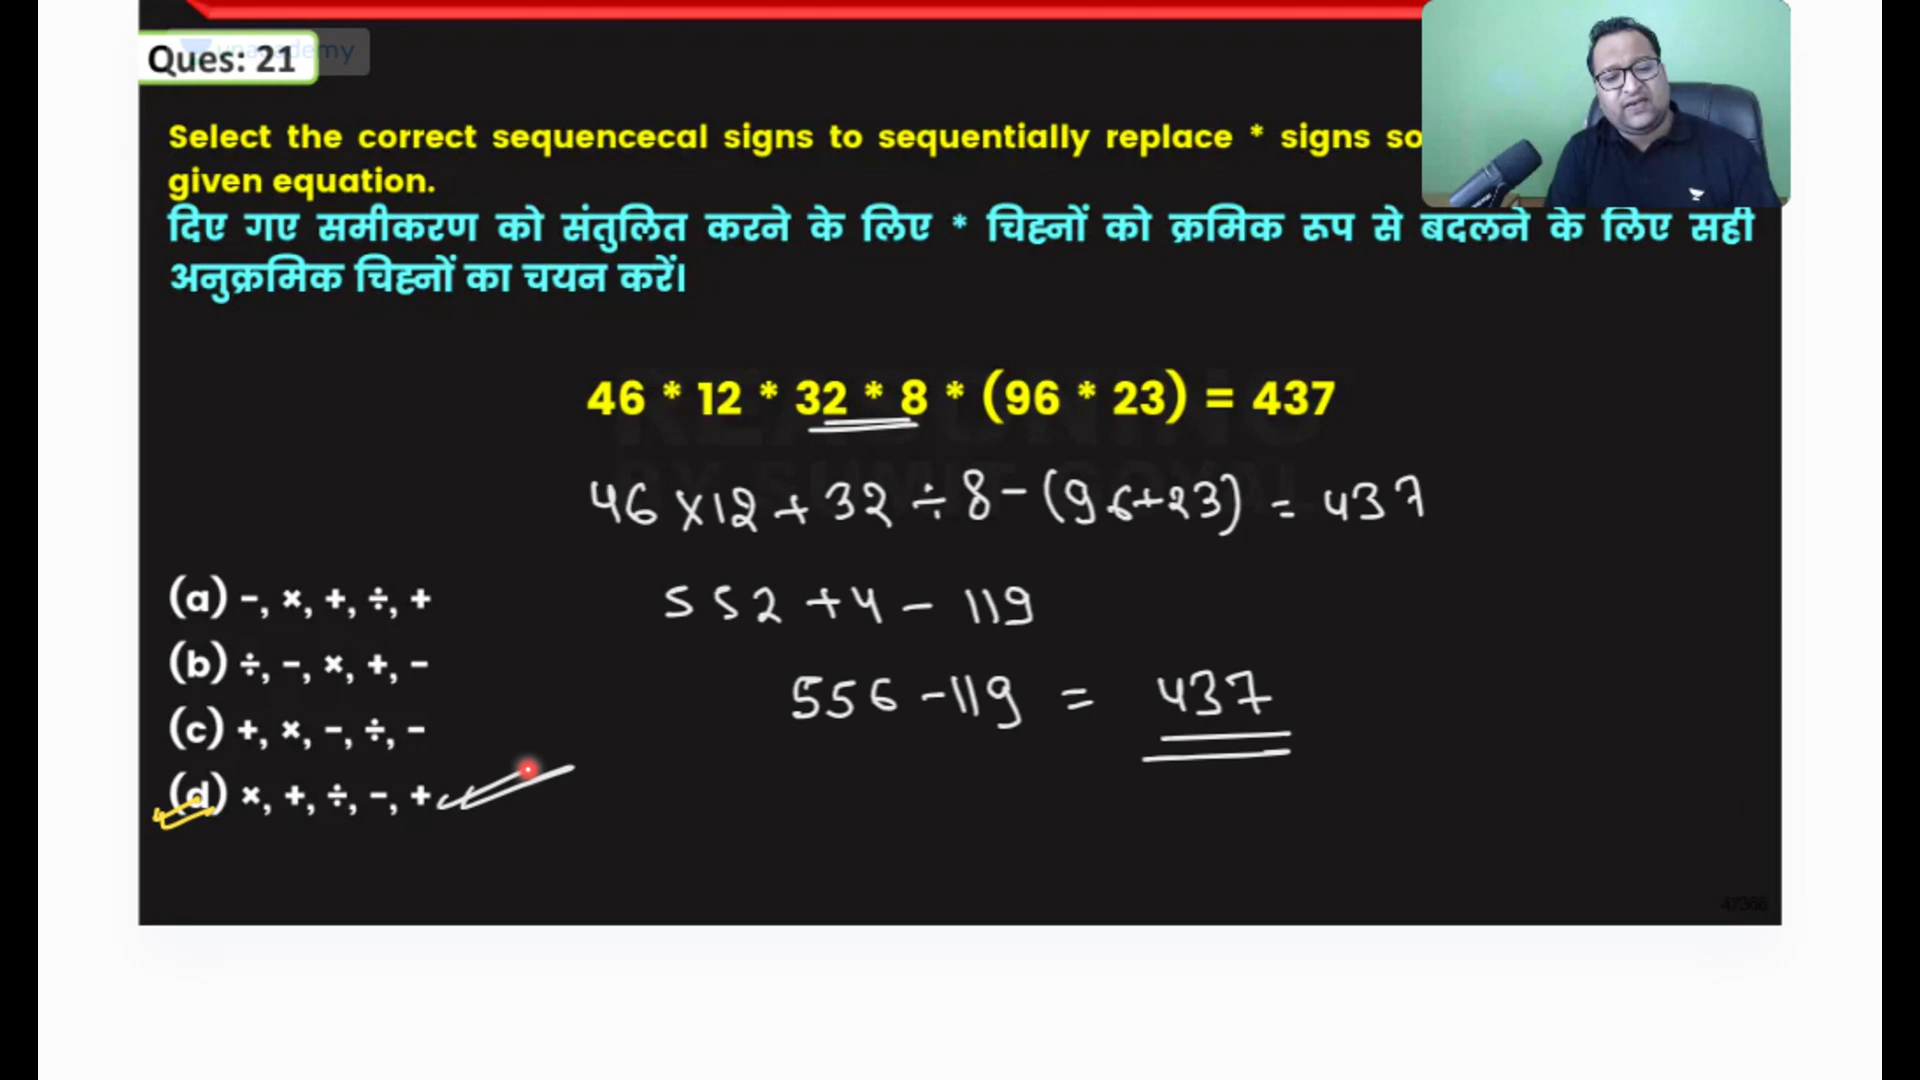 Ques: 21
Select the correct sequencecal signs to sequentially replace * signs so
given equation.
दिए गए समीकरण को संतुलित करने के लिए * चिह्नों को क्रमिक रूप से बदलने के लिए सही
अनुक्रमिक चिह्नों का चयन करें।
46 * 12 * 32 * 8 * (96 * 23) = 437
46 × 12 + 32 ÷ 8 - (96+23) = 437
(a) -, ×, +, ÷, +
552 + 4 - 119
(b) ÷, -, ×, +, -
556 - 119 = 437
(c) +, ×, -, ÷, -
(d) ×, +, ÷, -, +